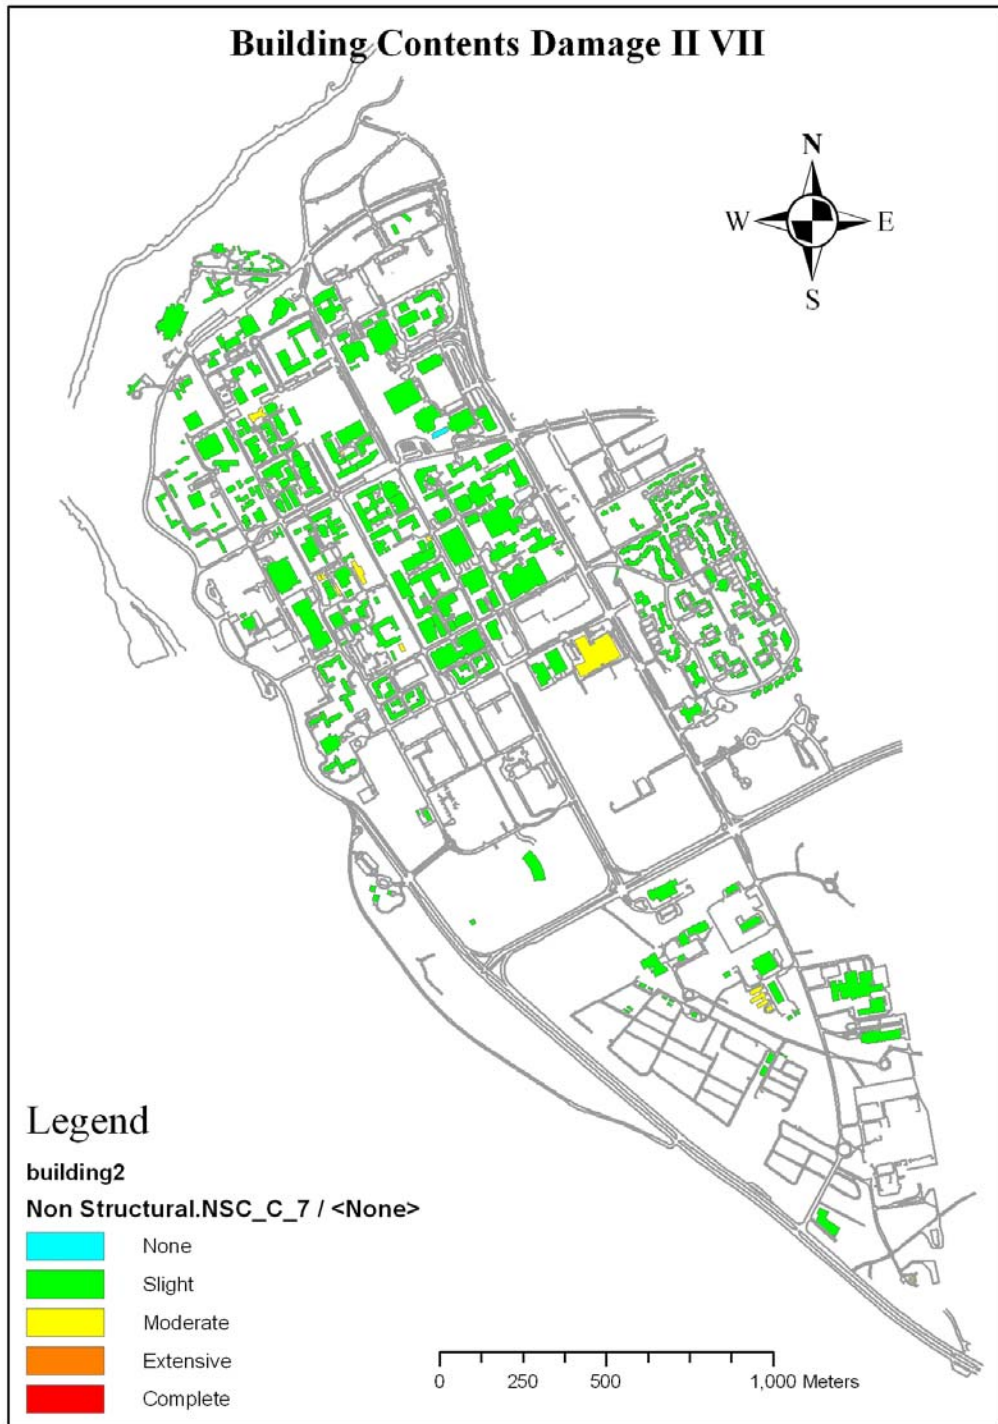 Building Contents Damage II VII
N
W E
S
Legend
building2
Non Structural.NSC_C_7 / <None>
None
Slight
Moderate
Extensive
Complete
0 250 500 1,000 Meters